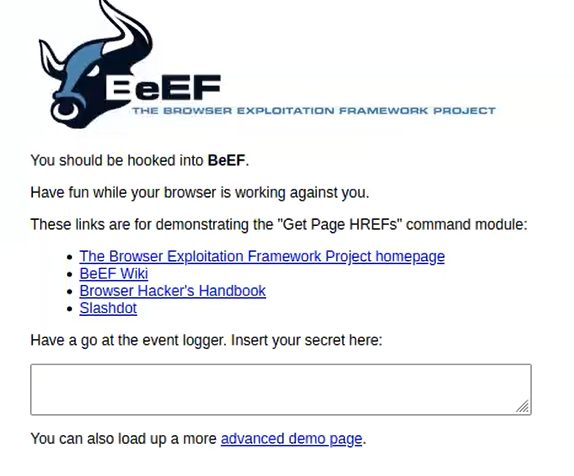 BeEF
THE BROWSER EXPLOITATION FRAMEWORK PROJECT
You should be hooked into BeEF.
Have fun while your browser is working against you.
These links are for demonstrating the "Get Page HREFs" command module:
The Browser Exploitation Framework Project homepage
BeEF Wiki
Browser Hacker's Handbook
Slashdot
Have a go at the event logger. Insert your secret here:
You can also load up a more advanced demo page.